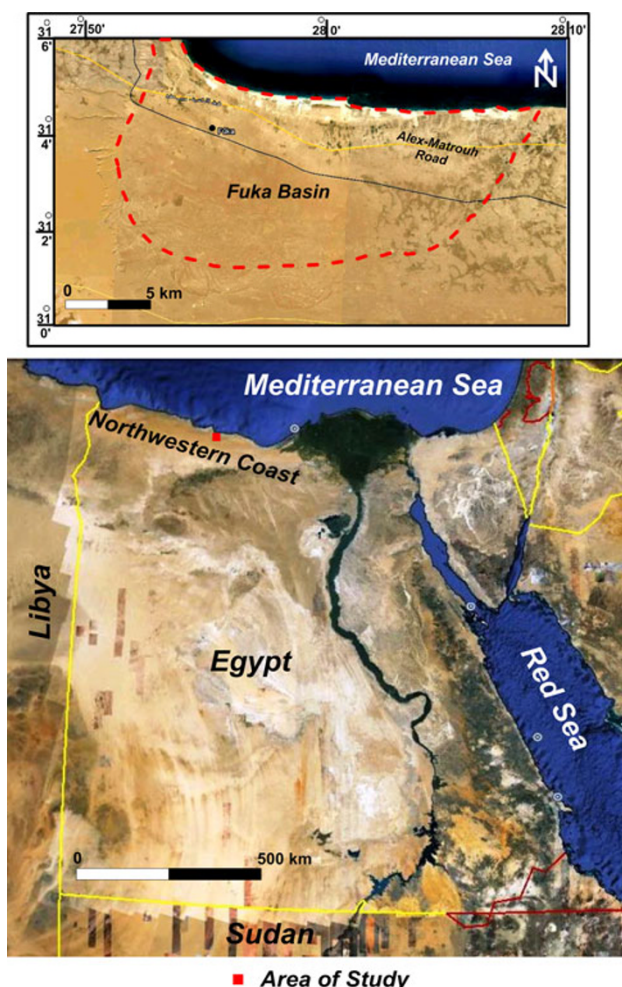 27 50'
28 0'
28 10'
31 6'
Mediterranean Sea
N
31 4'
Fuka
Alex-Matrouh
Road
Fuka Basin
31 2'
0 5 km
31 0'
Mediterranean Sea
Northwestern Coast
Libya
Egypt
Red Sea
0 500 km
Sudan
Area of Study